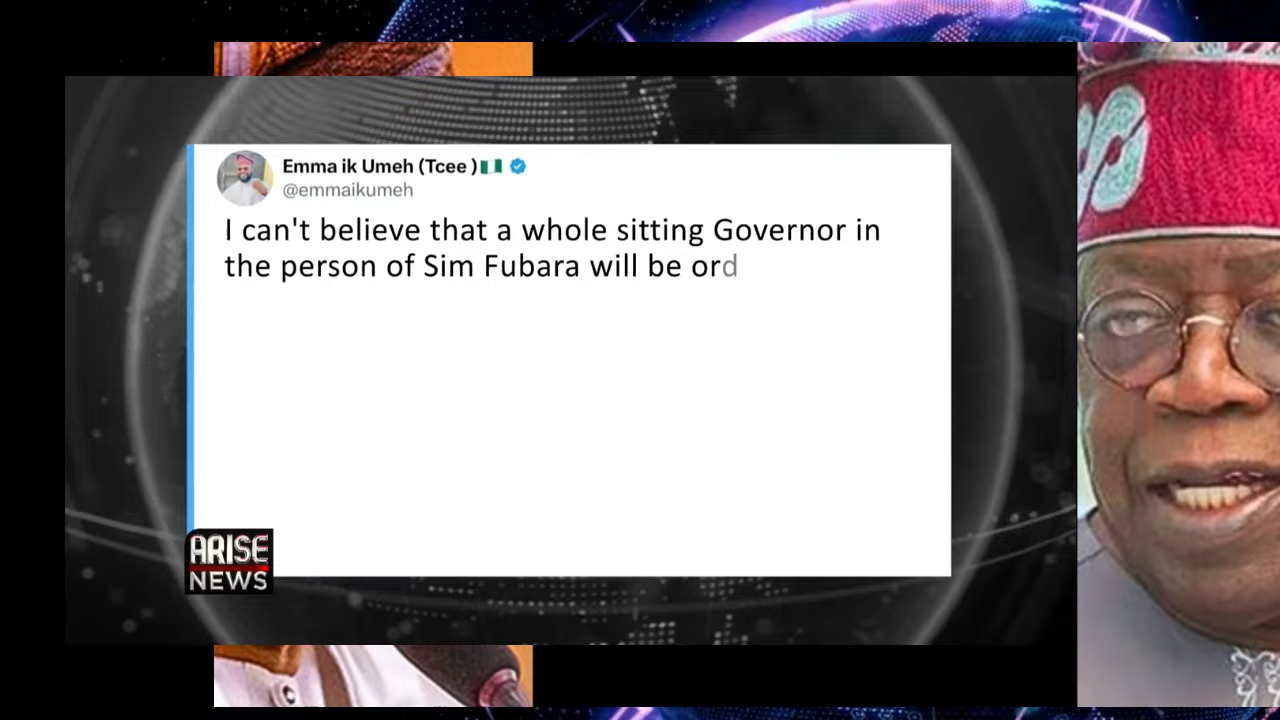 Emma ik Umeh (Tcee )🇳🇬
@emmaikumeh
I can't believe that a whole sitting Governor in
the person of Sim Fubara will be ord
ARISE
NEWS